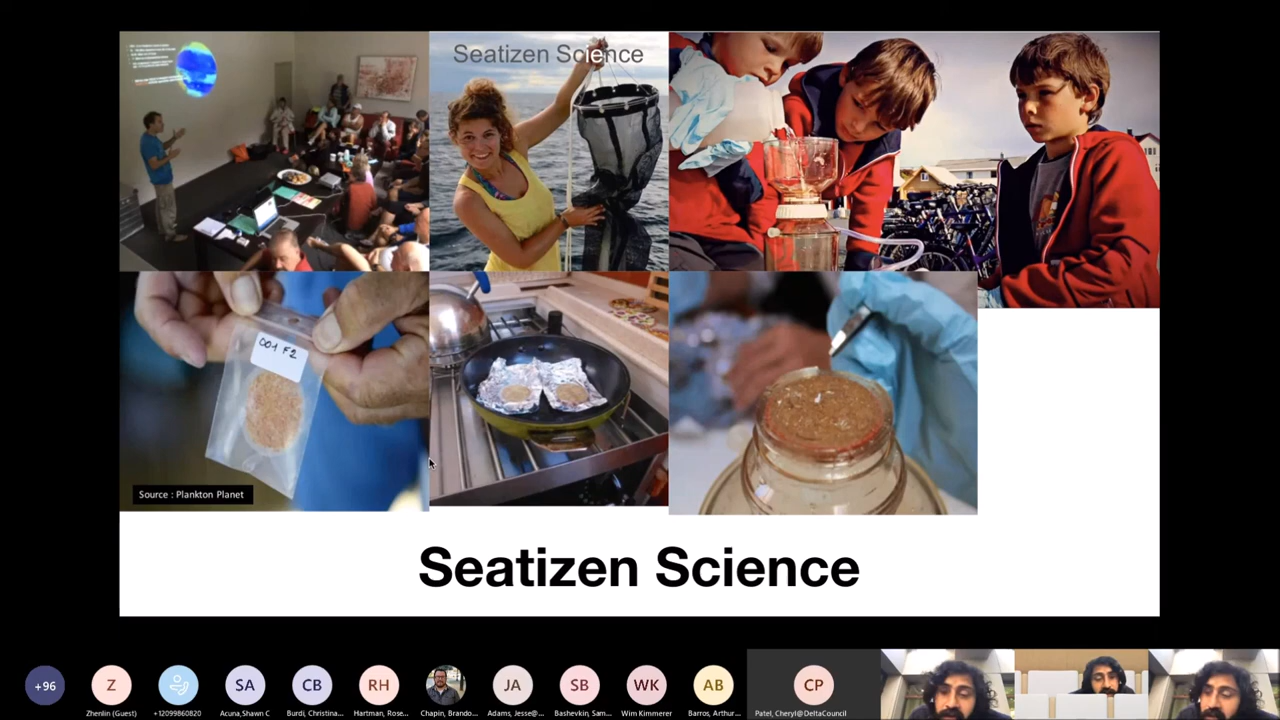 Seatizen Science
001 F2
Source : Plankton Planet
Seatizen Science
+96
Z
SA
CB
RH
JA
SB
WK
AB
CP
Zhenlin (Guest)
+12099860820
Acuna,Shawn C
Burdi, Christina...
Hartman, Rose...
Chapin, Brando...
Adams, Jesse@...
Bashevkin, Sam...
Wim Kimmerer
Barros, Arthur...
Patel, Cheryl@DeltaCouncil